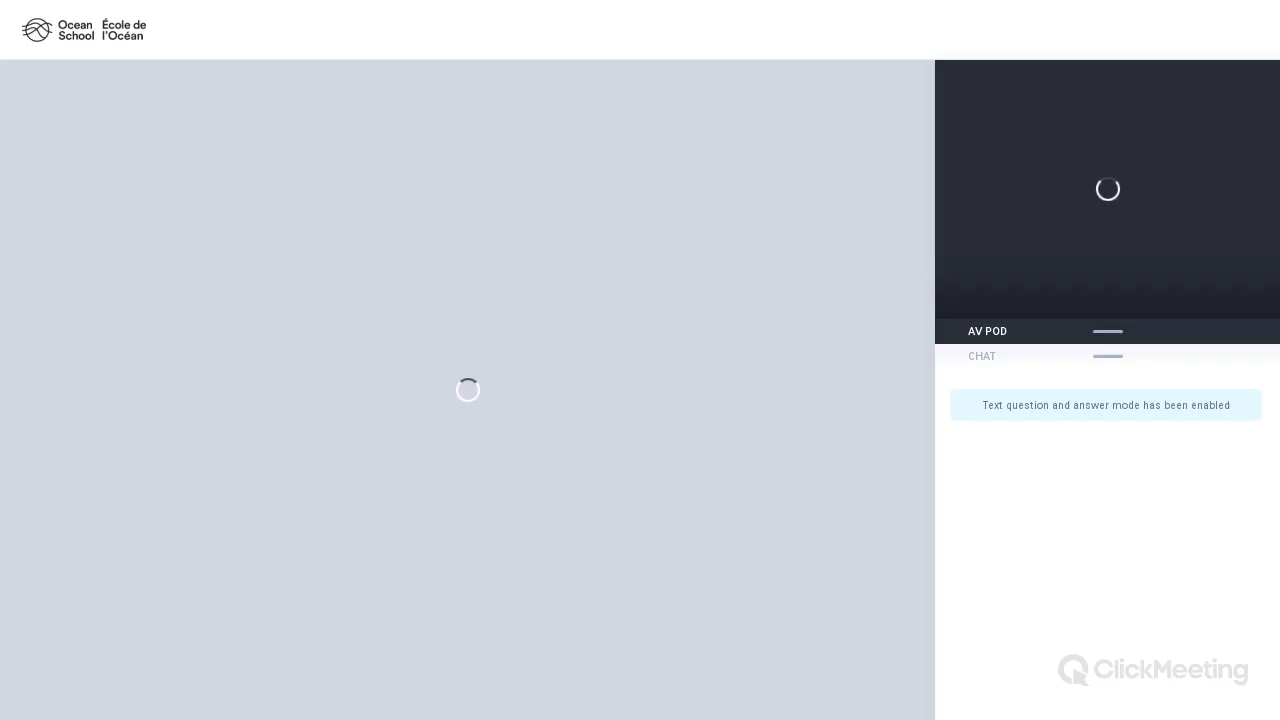 Ocean School
École de l'Océan
AV POD
CHAT
Text question and answer mode has been enabled
ClickMeeting